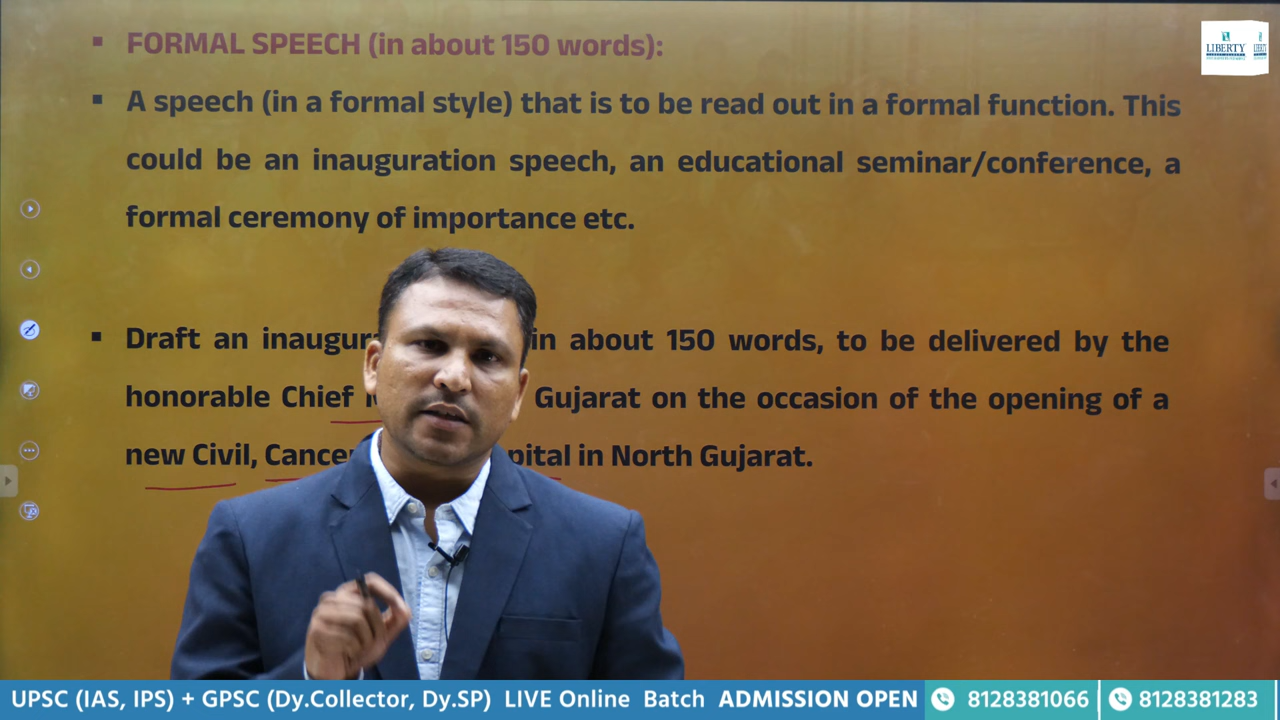 ▪ FORMAL SPEECH (in about 150 words):
LIBERTY
▪ A speech (in a formal style) that is to be read out in a formal function. This
could be an inauguration speech, an educational seminar/conference, a
formal ceremony of importance etc.
▪ Draft an in about 150 words, to be delivered by the
honorable Chief Gujarat on the occasion of the opening of a
new Civil, in North Gujarat.
UPSC (IAS, IPS) + GPSC (Dy.Collector, Dy.SP) LIVE Online Batch ADMISSION OPEN 8128381066 8128381283